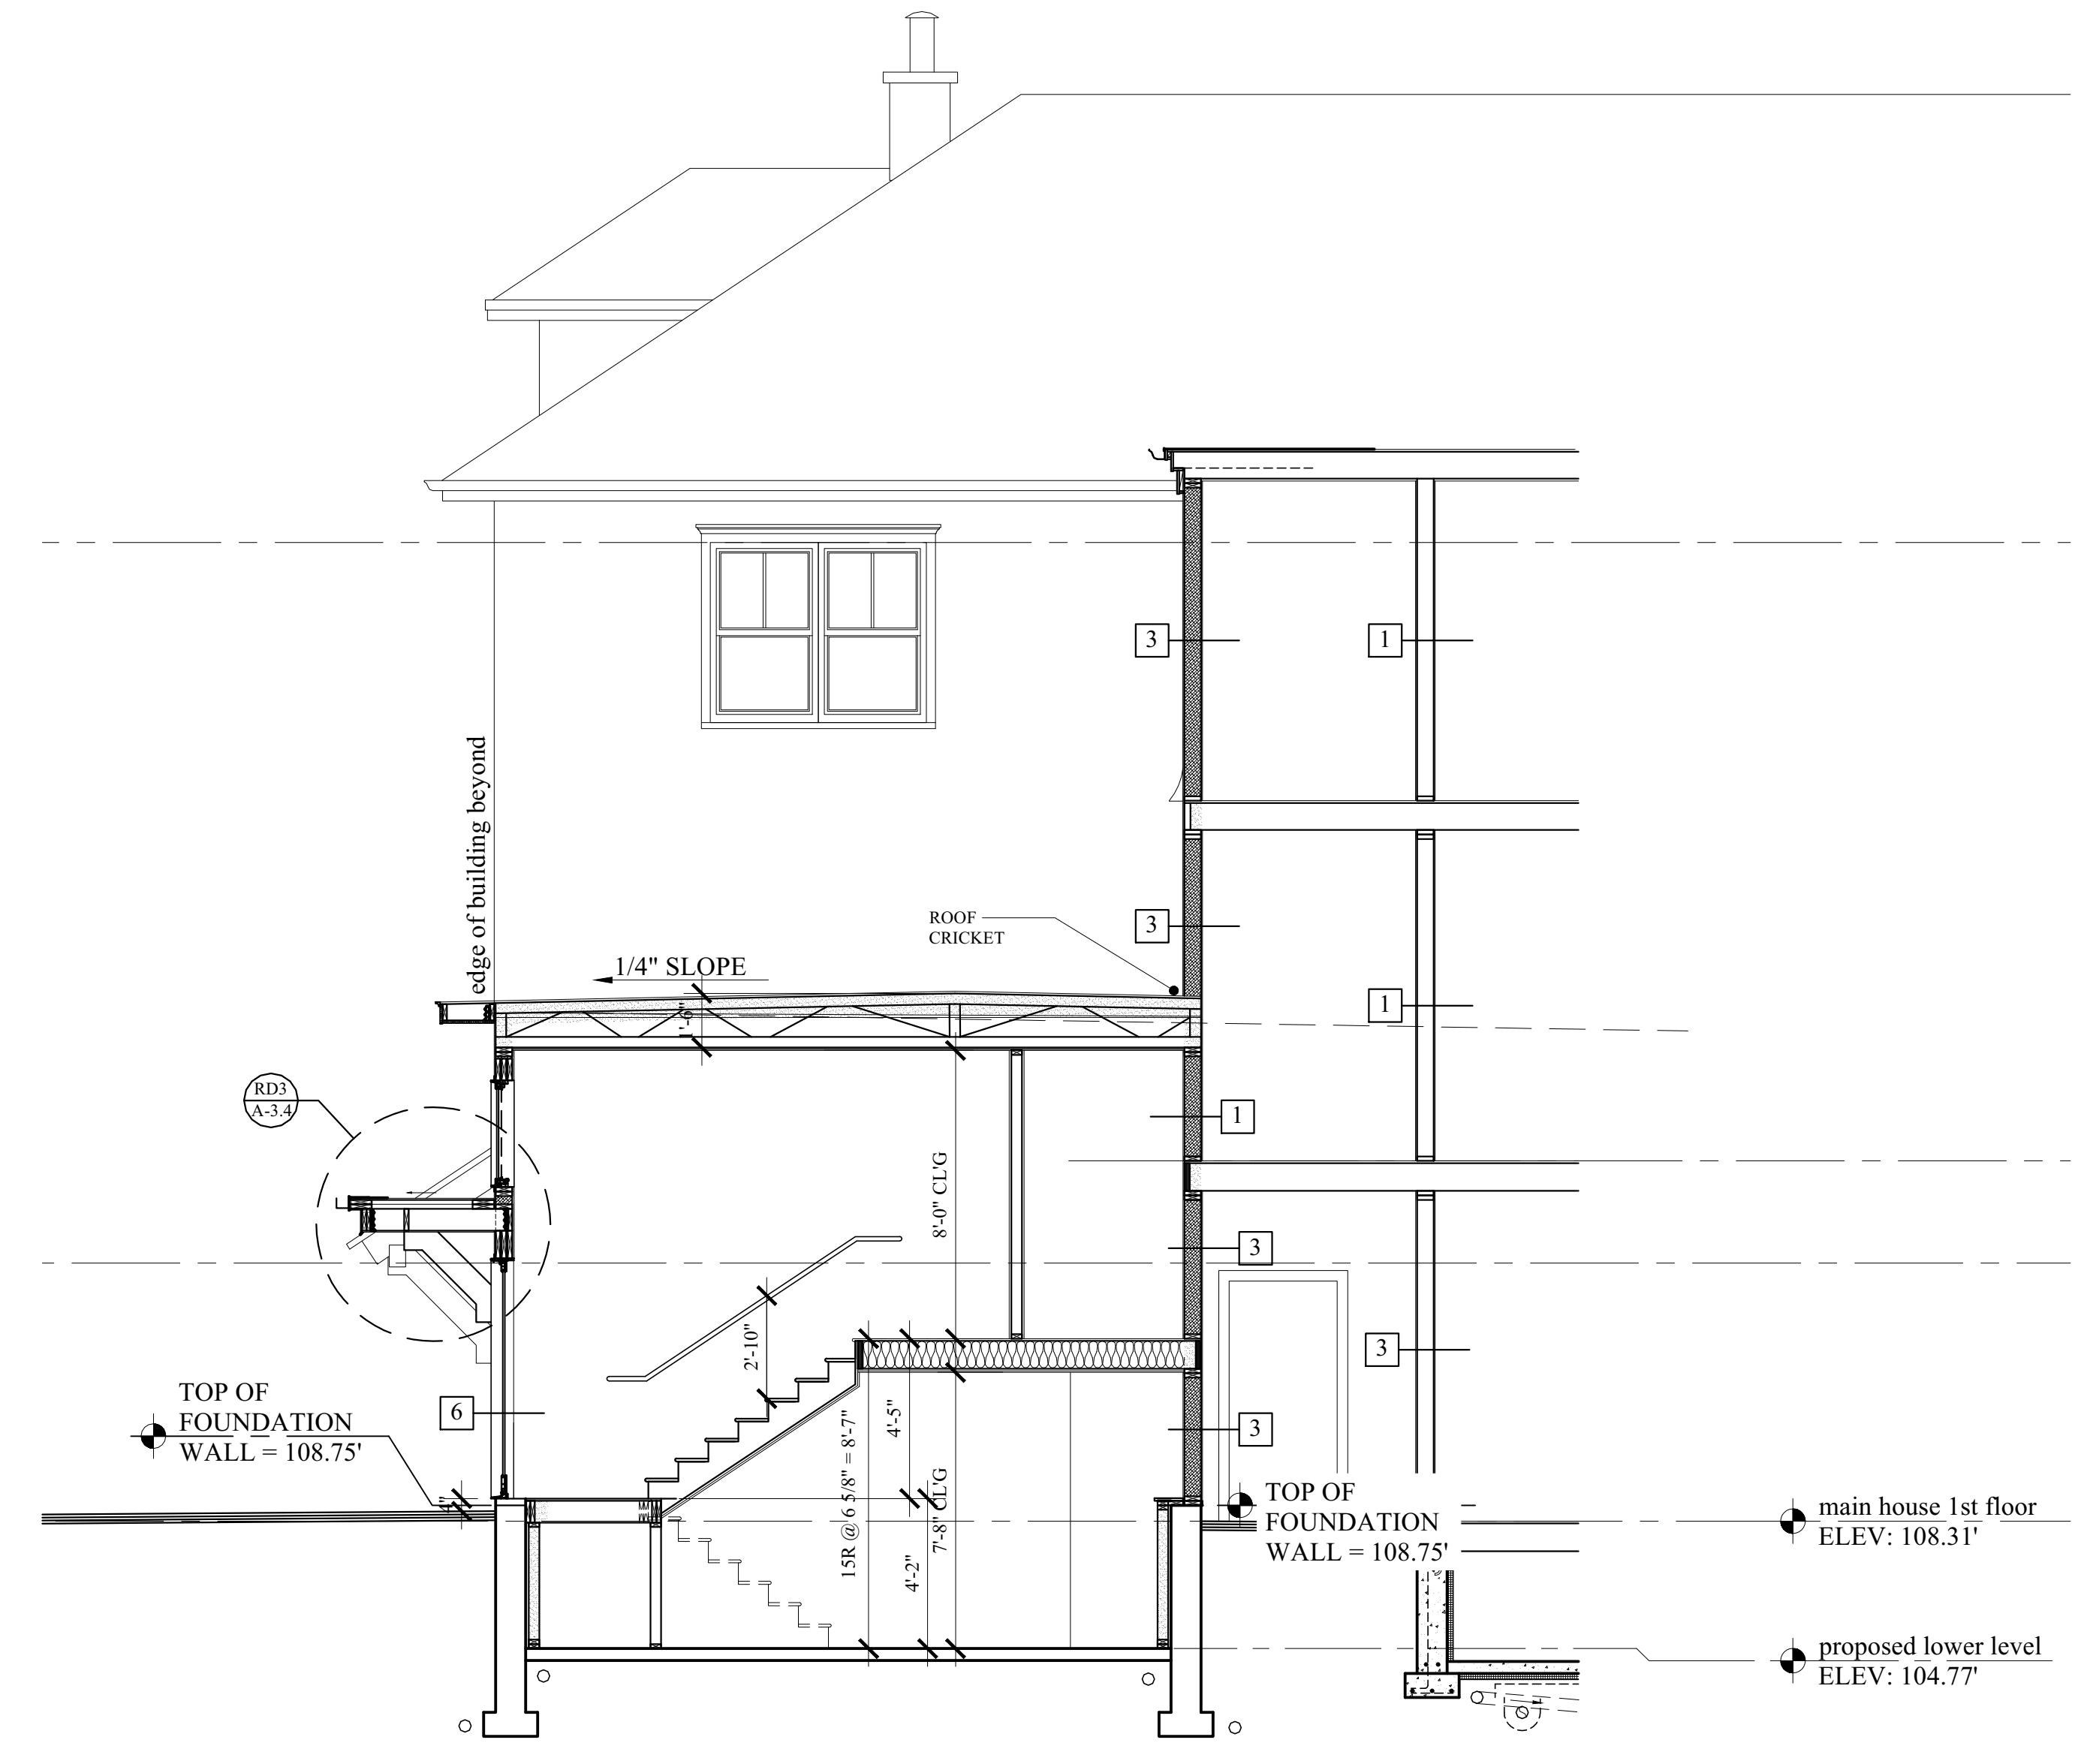 3
1
edge of building beyond
ROOF
CRICKET
3
1/4" SLOPE
1
1'-6"
RD3
A-3.4
1
8'-0" CL'G
3
2'-10"
3
TOP OF
FOUNDATION
WALL = 108.75'
6
15R @ 6 5/8" = 8'-7"
4'-5"
3
4"
7'-8" CL'G
4'-2"
TOP OF
FOUNDATION
WALL = 108.75'
main house 1st floor
ELEV: 108.31'
proposed lower level
ELEV: 104.77'